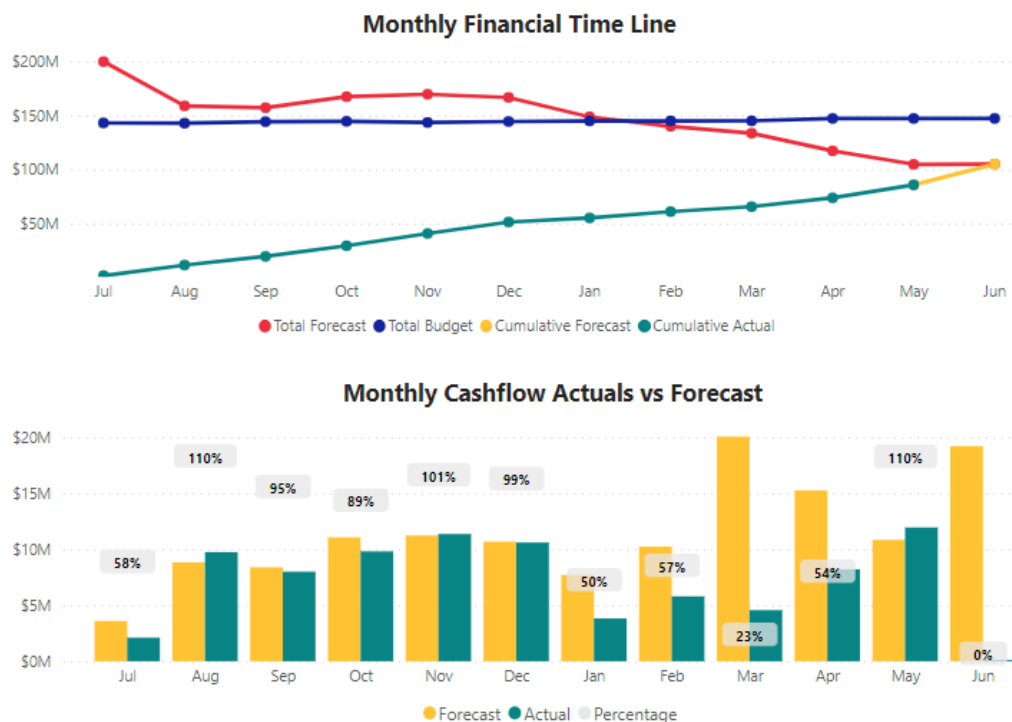 Monthly Financial Time Line
$200M
$150M
$100M
$50M
Jul Aug Sep Oct Nov Dec Jan Feb Mar Apr May Jun
Total Forecast Total Budget Cumulative Forecast Cumulative Actual
Monthly Cashflow Actuals vs Forecast
$20M
$15M
$10M
$5M
$0M
58% 110% 95% 89% 101% 99% 50% 57% 23% 54% 110% 0%
Jul Aug Sep Oct Nov Dec Jan Feb Mar Apr May Jun
Forecast Actual Percentage